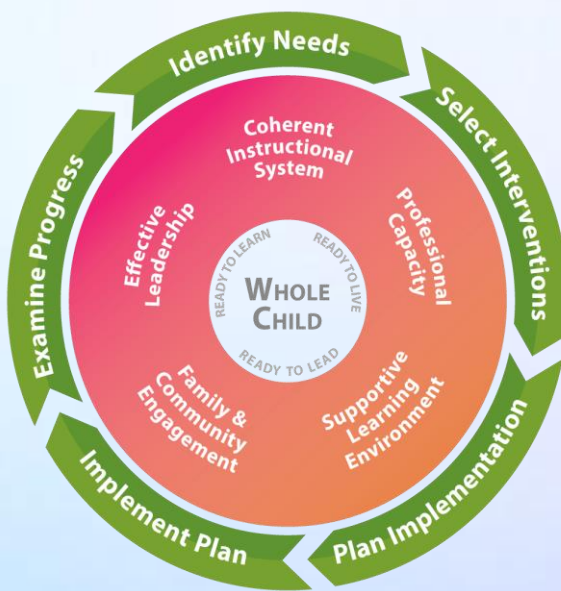 Identify Needs
Select Interventions
Plan Implementation
Implement Plan
Examine Progress
Coherent
Instructional
System
Professional
Capacity
Supportive
Learning
Environment
Family &
Community
Engagement
Effective
Leadership
READY TO LEARN
READY TO LIVE
READY TO LEAD
WHOLE
CHILD